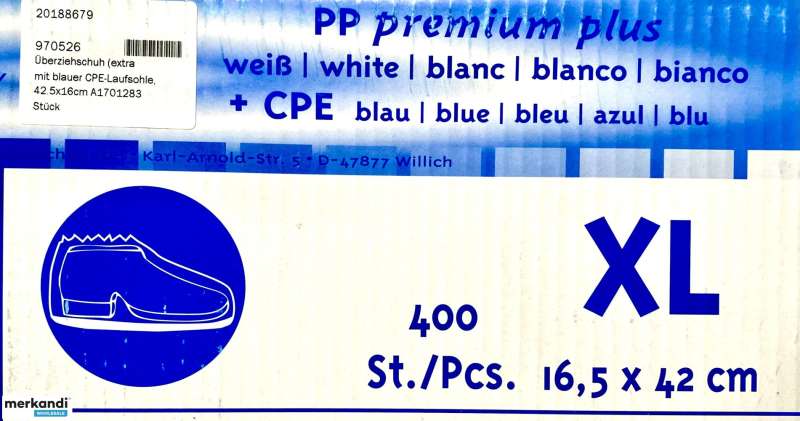 20188679
970526
Überziehschuh (extra
mit blauer CPE-Laufsohle,
42.5x16cm A1701283
Stück
PP premium plus
weiß | white | blanc | blanco | bianco
+ CPE blau | blue | bleu | azul | blu
Karl-Arnold-Str. 5 • D-47877 Willich
XL
400
St./Pcs. 16,5 x 42 cm
merkandi
WHOLESALE